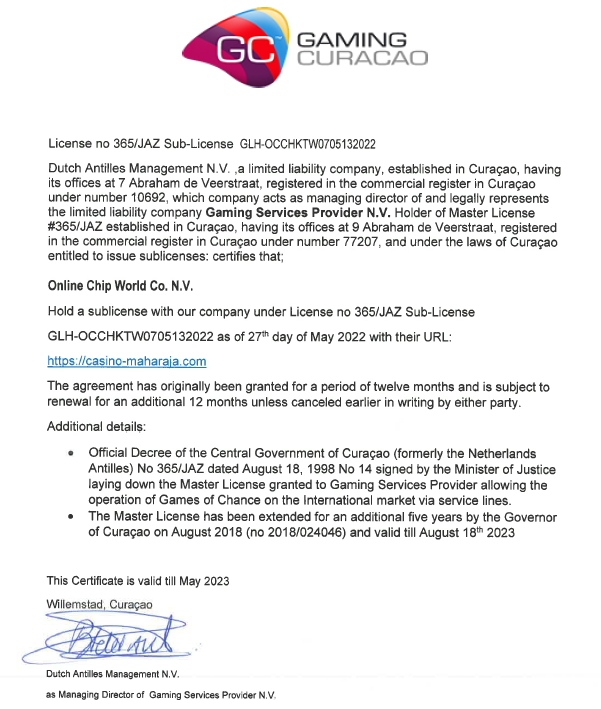 GC™ GAMING
CURACAO
License no 365/JAZ Sub-License GLH-OCCHKTW0705132022
Dutch Antilles Management N.V. ,a limited liability company, established in Curaçao, having
its offices at 7 Abraham de Veerstraat, registered in the commercial register in Curaçao
under number 10692, which company acts as managing director of and legally represents
the limited liability company Gaming Services Provider N.V. Holder of Master License
#365/JAZ established in Curaçao, having its offices at 9 Abraham de Veerstraat, registered
in the commercial register in Curaçao under number 77207, and under the laws of Curaçao
entitled to issue sublicenses: certifies that;
Online Chip World Co. N.V.
Hold a sublicense with our company under License no 365/JAZ Sub-License
GLH-OCCHKTW0705132022 as of 27th day of May 2022 with their URL:
https://casino-maharaja.com
The agreement has originally been granted for a period of twelve months and is subject to
renewal for an additional 12 months unless canceled earlier in writing by either party.
Additional details:
• Official Decree of the Central Government of Curaçao (formerly the Netherlands
Antilles) No 365/JAZ dated August 18, 1998 No 14 signed by the Minister of Justice
laying down the Master License granted to Gaming Services Provider allowing the
operation of Games of Chance on the International market via service lines.
• The Master License has been extended for an additional five years by the Governor
of Curaçao on August 2018 (no 2018/024046) and valid till August 18th 2023
This Certificate is valid till May 2023
Willemstad, Curaçao
Dutch Antilles Management N.V.
as Managing Director of Gaming Services Provider N.V.